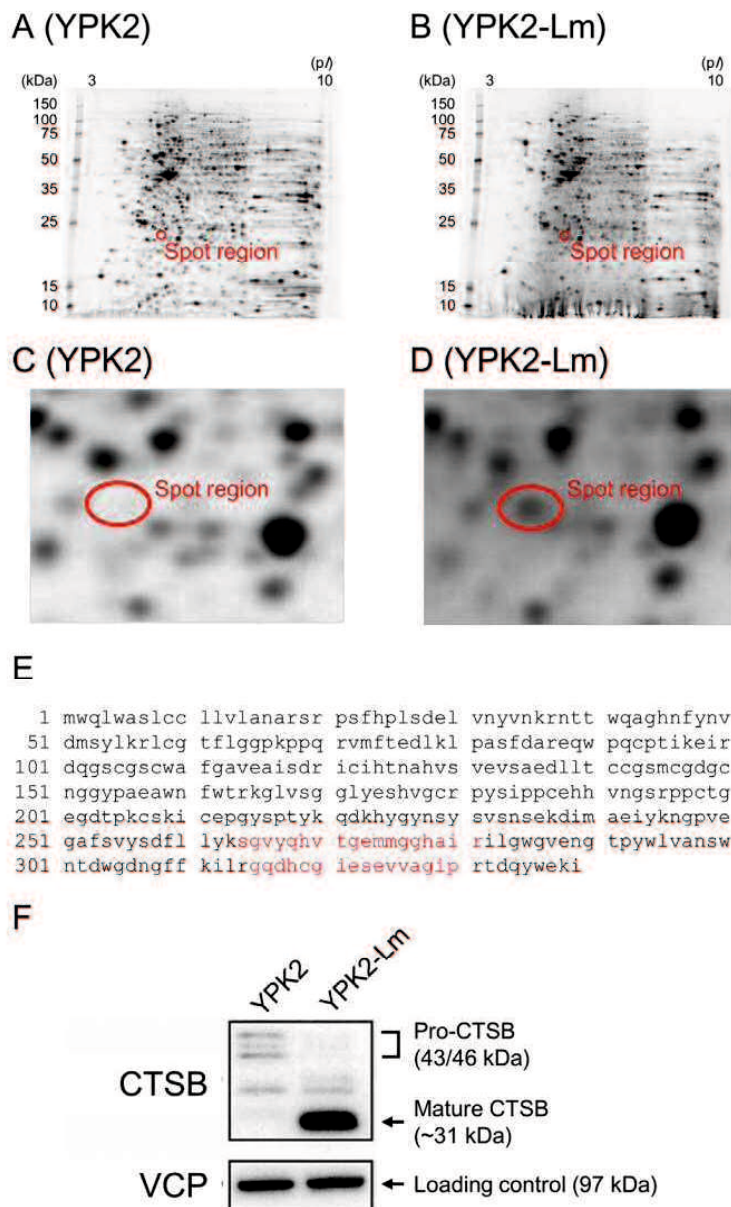 A (YPK2)
B (YPK2-Lm)
(kDa) 3 (pI) 10
150
100
75
50
35
25
15
10
Spot region
(kDa) 3 (pI) 10
150
100
75
50
35
25
15
10
Spot region
C (YPK2)
D (YPK2-Lm)
Spot region
Spot region
E
1 mwqlwaslcc llvlanarsr psfhplsdel vnyvnkrntt wqaghnfynv
51 dmsylkrlcg tflggpkppq rvmftedlkl pasfdareqw pqcptikeir
101 dqgscgscwa fgaveaisdr icihtnahvs vevsaedllt ccgsmcgdgc
151 nggypaeawn fwtrkglvsg glyeshvgcr pysippcehh vngsrppctg
201 egdtpkcski cepgysptyk qdkhygynsy svsnsekdim aeiykngpve
251 gafsvysdfl lyksgvyqhv tgemmgghai rilgwgveng tpywlvansw
301 ntdwgdngff kilrgqdhcg iesevvagip rtdqyweki
F
YPK2
YPK2-Lm
CTSB
Pro-CTSB
(43/46 kDa)
Mature CTSB
(~31 kDa)
VCP
Loading control (97 kDa)